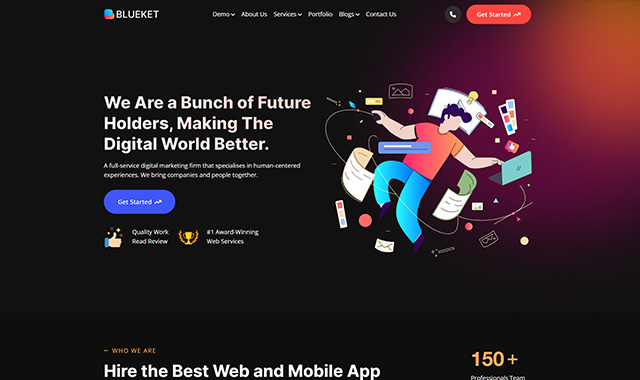 BLUEKET
Demo About Us Services Portfolio Blogs Contact Us
Get Started
We Are a Bunch of Future
Holders, Making The
Digital World Better.
A full-service digital marketing firm that specialises in human-centered
experiences. We bring companies and people together.
Get Started
Quality Work
Read Review
#1 Award-Winning
Web Services
WHO WE ARE
Hire the Best Web and Mobile App
150+
Professionals Team